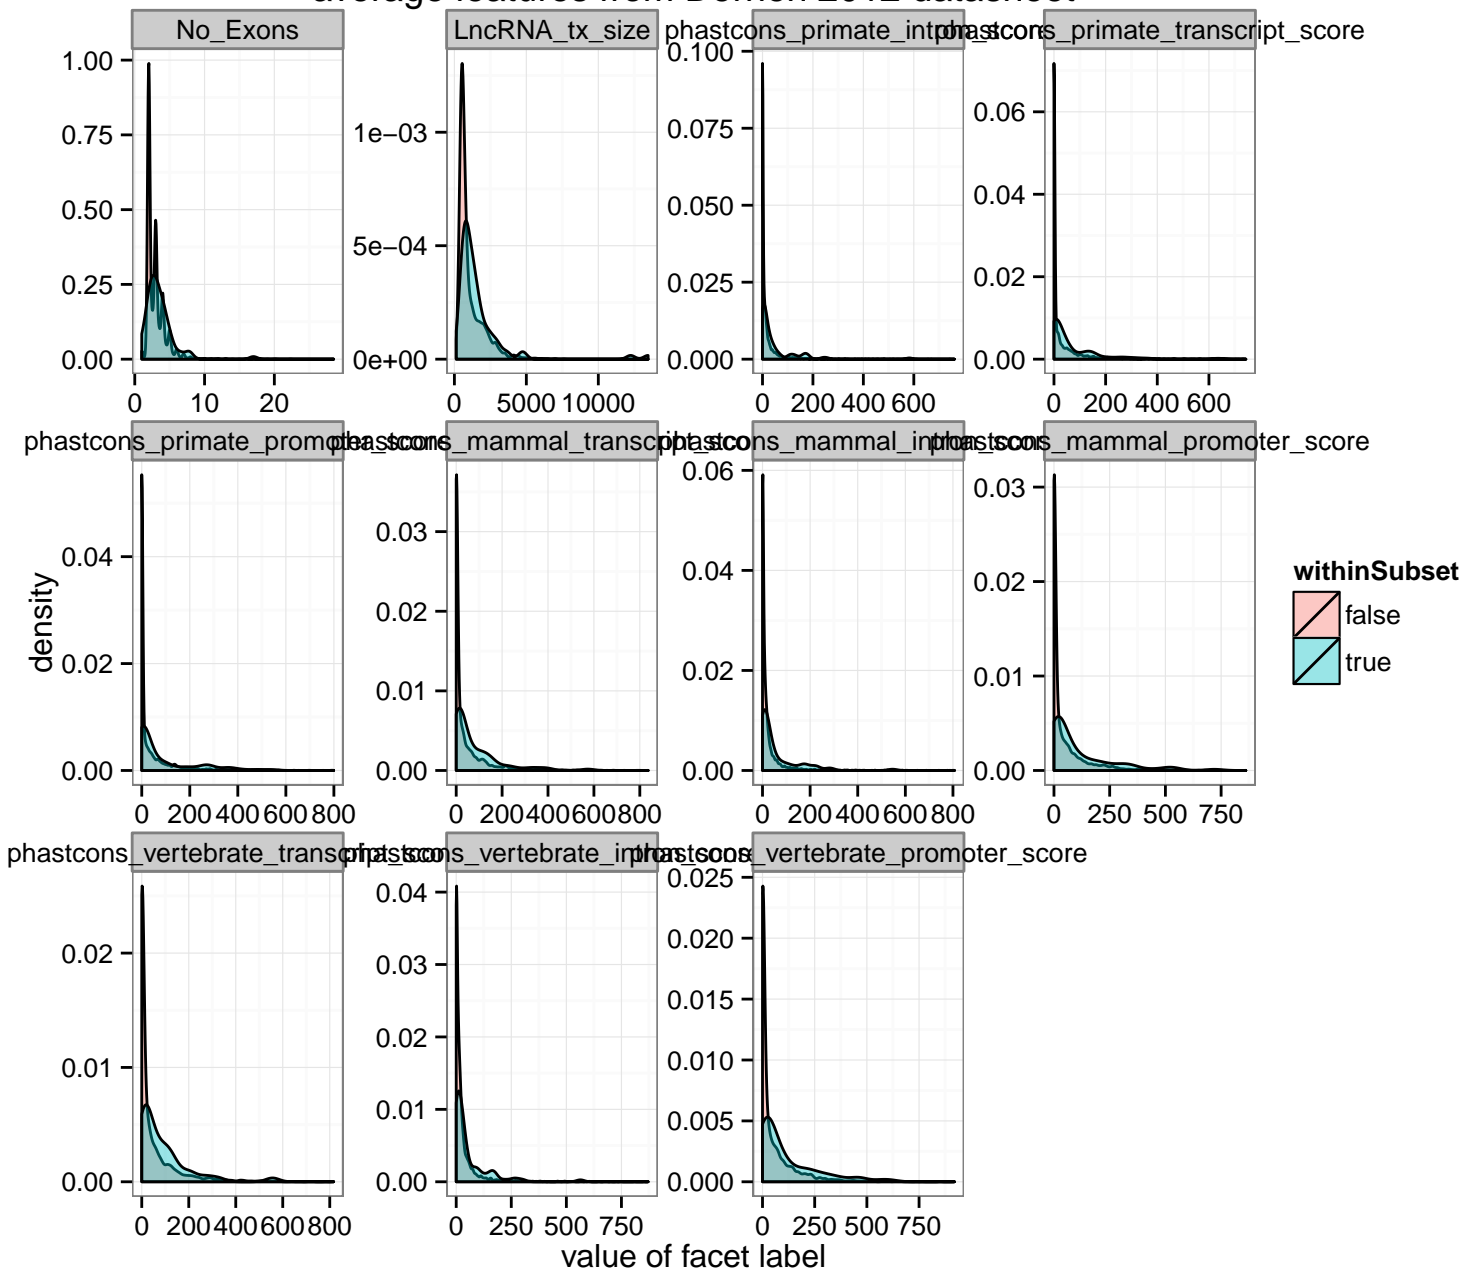 average features from Derrien 2012 datasheet
No_Exons LncRNA_tx_size phastcons_primate_intron_score phastcons_primate_transcript_score
1.00
0.75
0.50
0.25
0.00
0 10 20
1e−03
5e−04
0e+00
0 5000 10000
0.100
0.075
0.050
0.025
0.000
0 200 400 600
0.06
0.04
0.02
0.00
0 200 400 600
phastcons_primate_promoter_score phastcons_mammal_transcript_score phastcons_mammal_intron_score phastcons_mammal_promoter_score
0.04
0.02
0.00
0 200 400 600 800
0.03
0.02
0.01
0.00
0 200 400 600 800
0.06
0.04
0.02
0.00
0 200 400 600 800
0.03
0.02
0.01
0.00
0 250 500 750
phastcons_vertebrate_transcript_score phastcons_vertebrate_intron_score phastcons_vertebrate_promoter_score
0.02
0.01
0.00
0 200 400 600 800
0.04
0.03
0.02
0.01
0.00
0 250 500 750
0.025
0.020
0.015
0.010
0.005
0.000
0 250 500 750
density
value of facet label
withinSubset
false
true